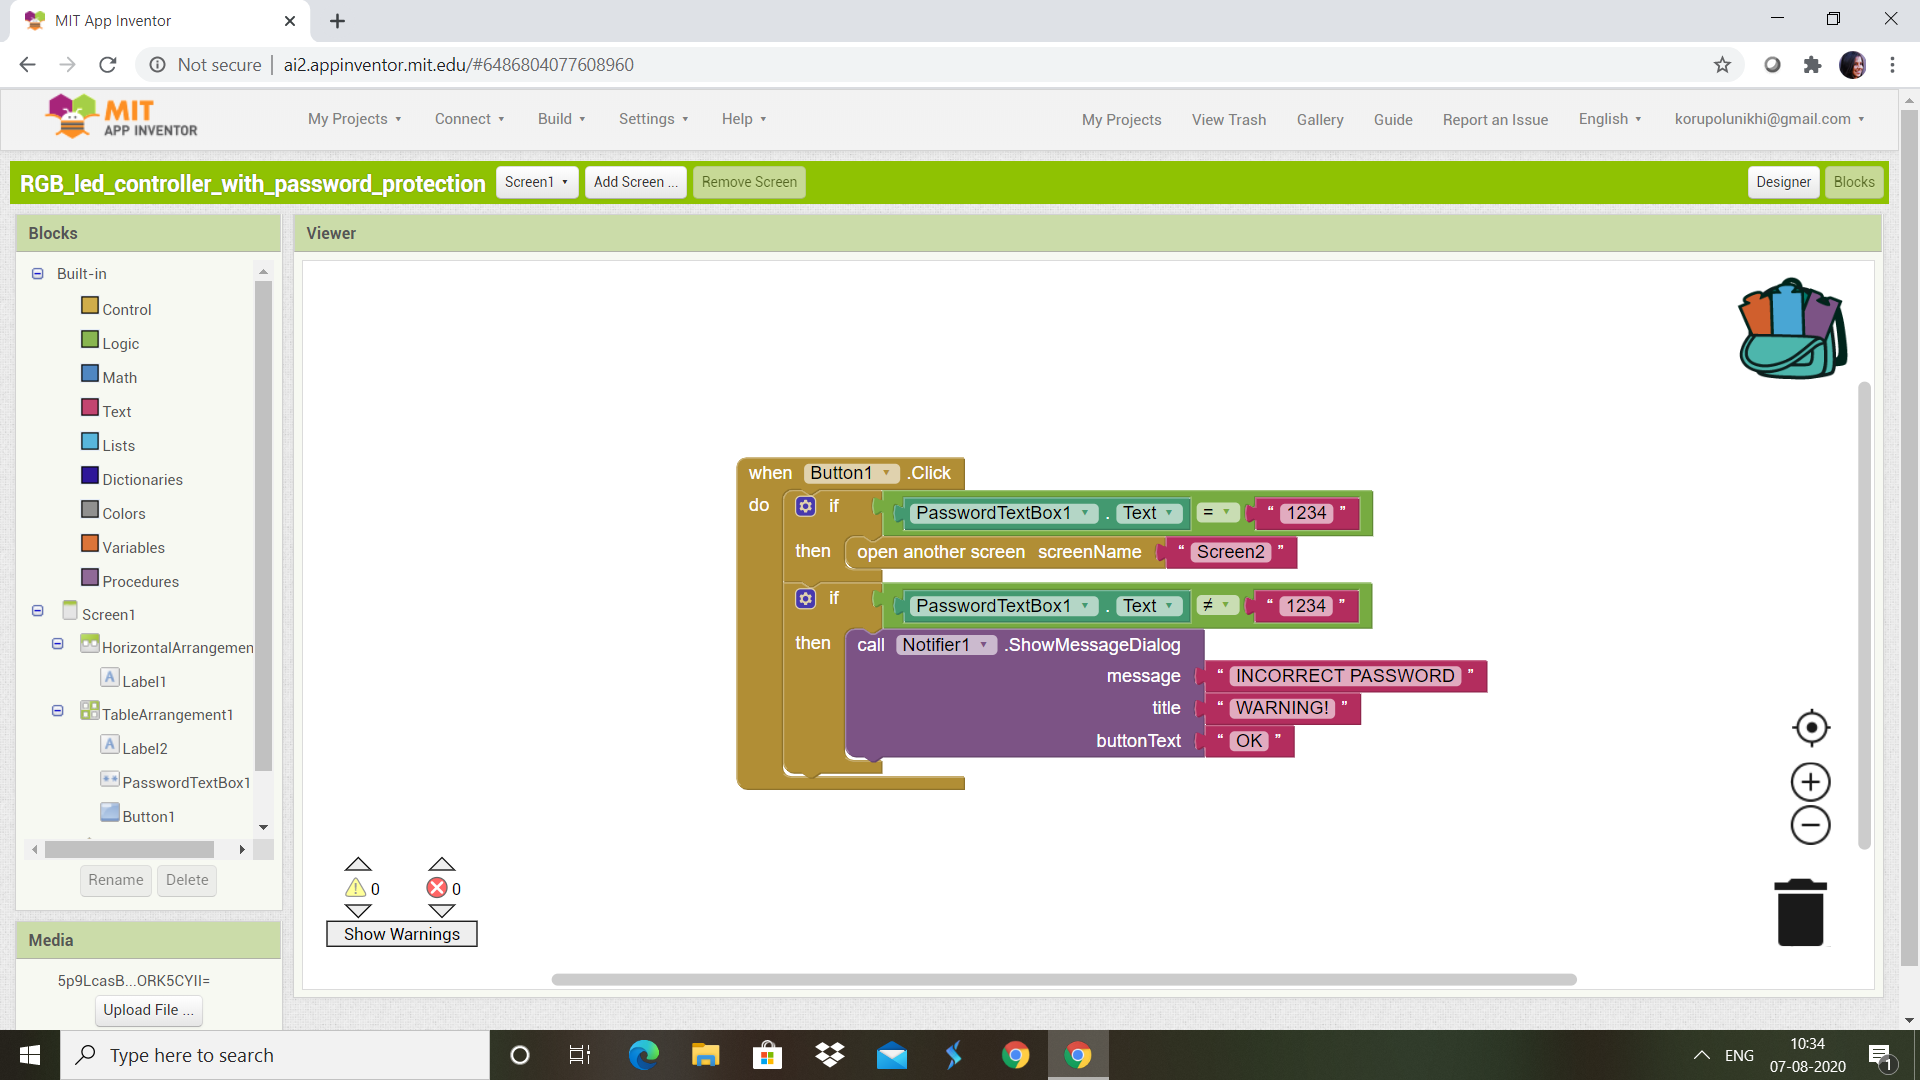 MIT App Inventor
Not secure | ai2.appinventor.mit.edu/#6486804077608960
MIT
APP INVENTOR
My Projects Connect Build Settings Help My Projects View Trash Gallery Guide Report an Issue English korupolunikhi@gmail.com
RGB_led_controller_with_password_protection Screen1 Add Screen ... Remove Screen Designer Blocks
Blocks
Built-in
Control
Logic
Math
Text
Lists
Dictionaries
Colors
Variables
Procedures
Screen1
HorizontalArrangemen
A Label1
TableArrangement1
A Label2
PasswordTextBox1
Button1
Rename Delete
Media
5p9LcasB...ORK5CYII=
Upload File ...
Viewer
when Button1 .Click
do if PasswordTextBox1 . Text = “ 1234 ”
then open another screen screenName “ Screen2 ”
if PasswordTextBox1 . Text ≠ “ 1234 ”
then call Notifier1 .ShowMessageDialog
message “ INCORRECT PASSWORD ”
title “ WARNING! ”
buttonText “ OK ”
0 0
Show Warnings
Type here to search
ENG
10:34
07-08-2020
1